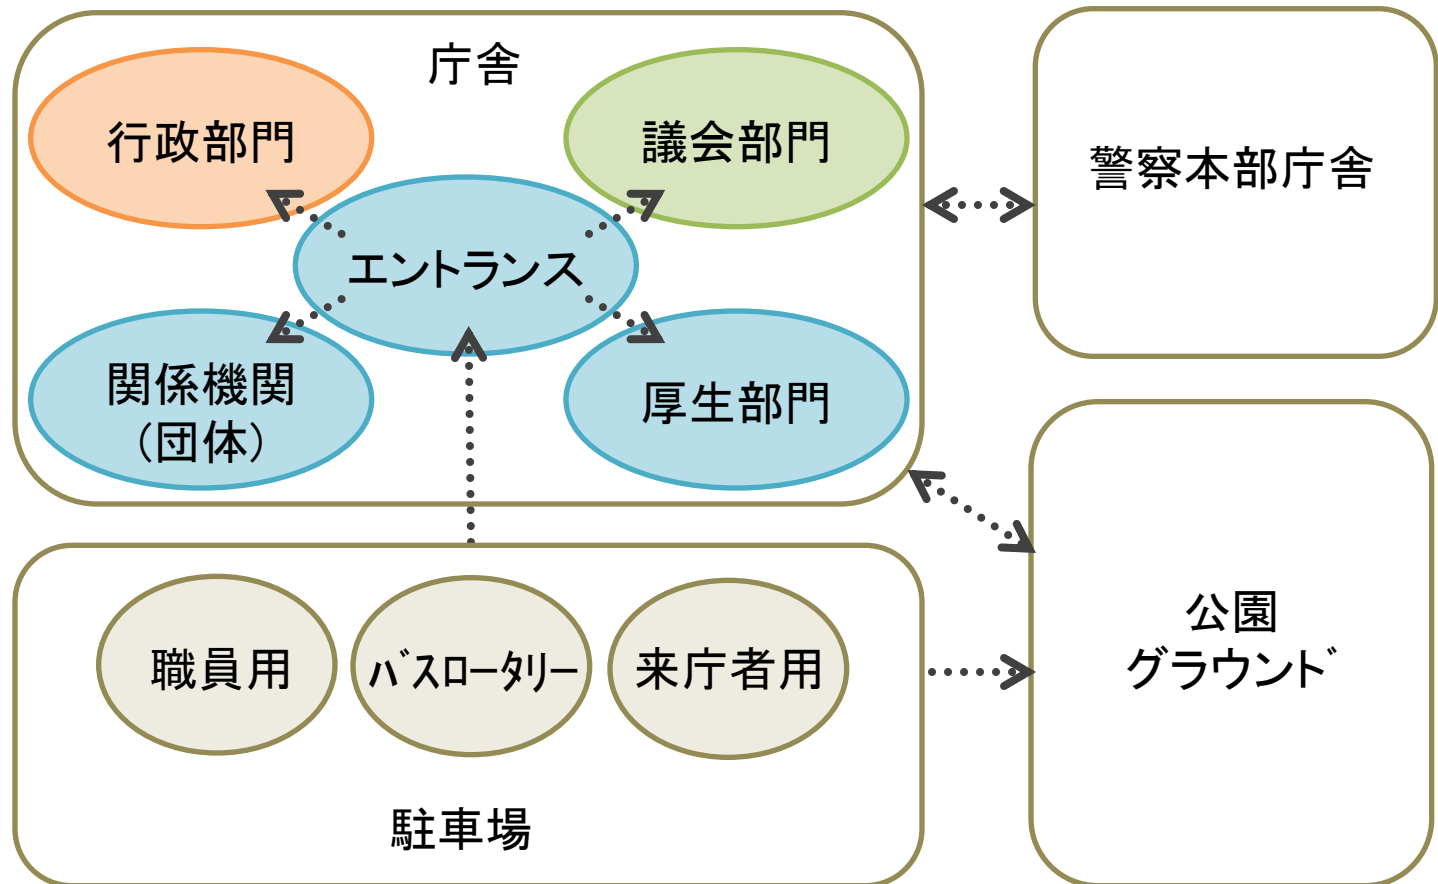 庁舎
行政部門
議会部門
エントランス
関係機関
(団体)
厚生部門
警察本部庁舎
職員用
バスロータリー
来庁者用
駐車場
公園
グラウンド